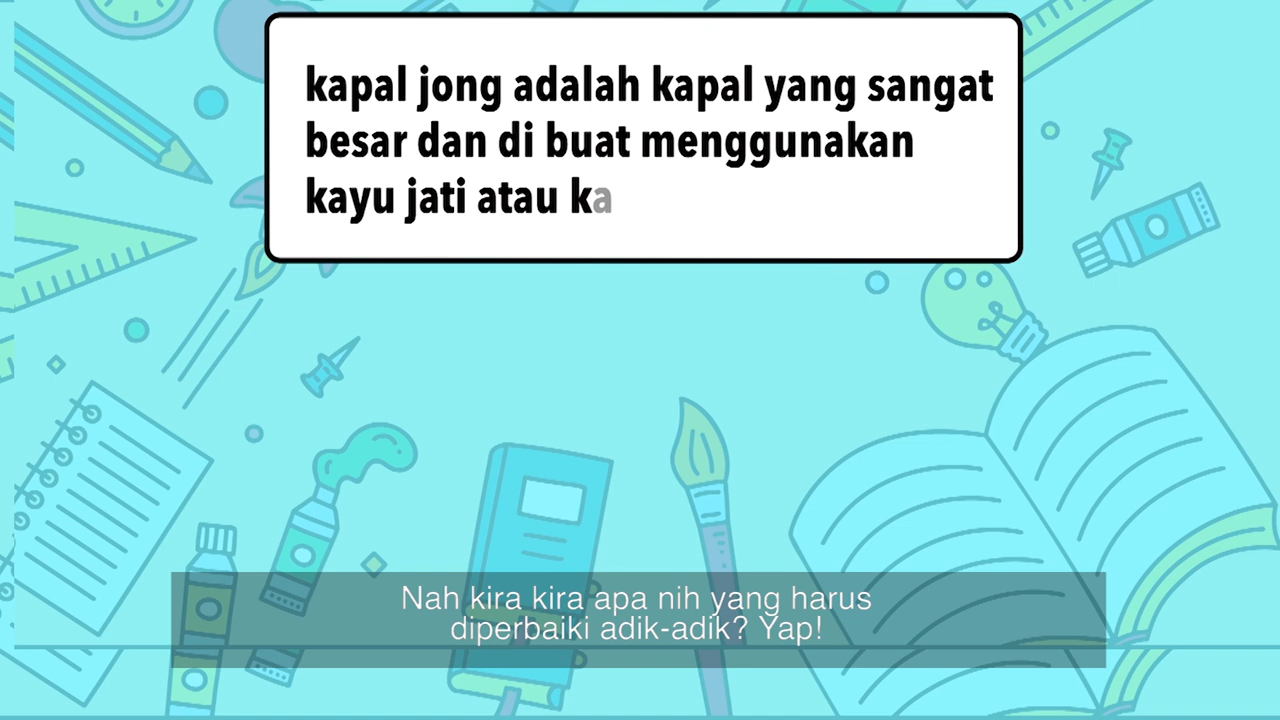 kapal jong adalah kapal yang sangat
besar dan di buat menggunakan
kayu jati atau ka
Nah kira kira apa nih yang harus
diperbaiki adik-adik? Yap!